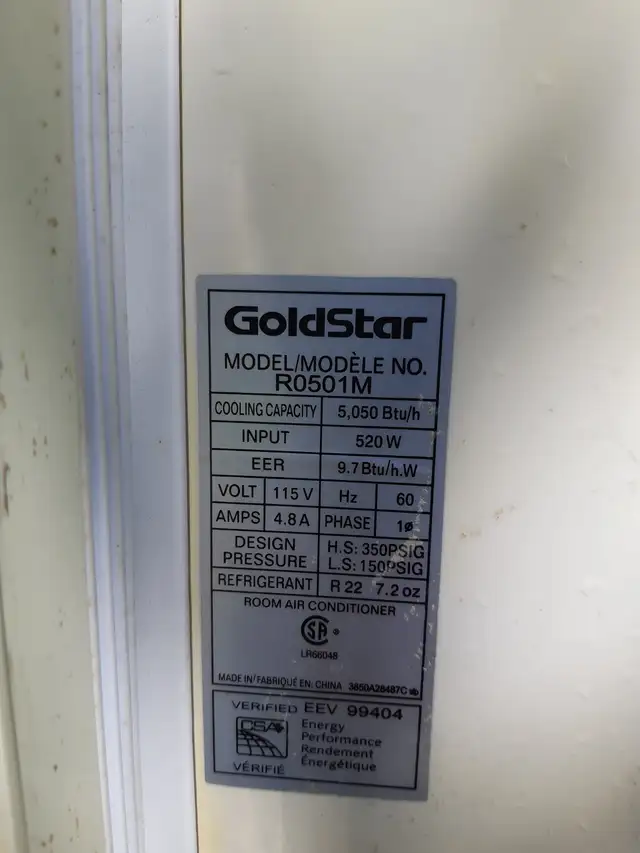 GoldStar
MODEL/MODÈLE NO.
R0501M
COOLING CAPACITY 5,050 Btu/h
INPUT 520 W
EER 9.7 Btu/h.W
VOLT 115 V Hz 60
AMPS 4.8 A PHASE 1ø
DESIGN PRESSURE H.S: 350PSIG
L.S: 150PSIG
REFRIGERANT R 22 7.2 oz
ROOM AIR CONDITIONER
SA ®
LR66048
MADE IN/FABRIQUÉ EN: CHINA 3850A28487C
VERIFIED EEV 99404
CSA
Energy
Performance
Rendement
Énergétique
VÉRIFIÉ